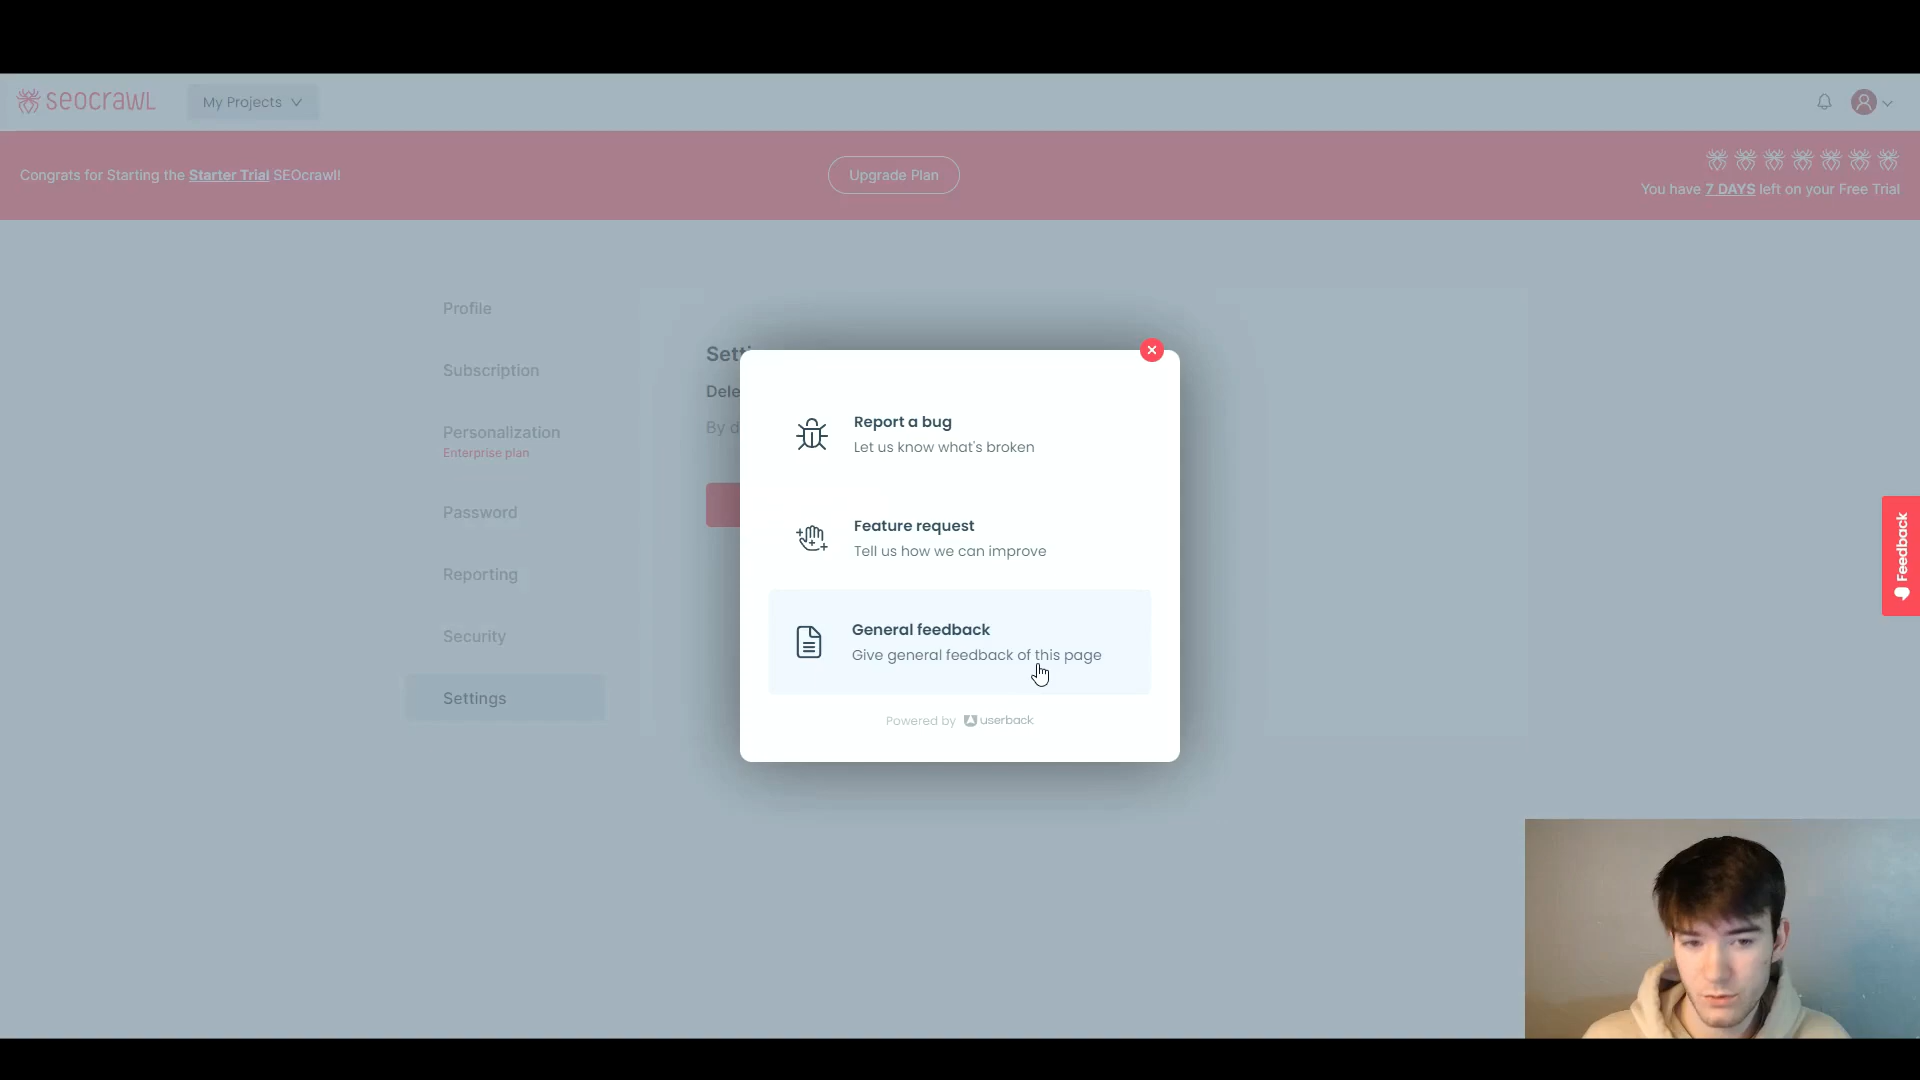 seocrawl
My Projects
Congrats for Starting the Starter Trial SEOcrawl!
Upgrade Plan
You have 7 DAYS left on your Free Trial
Profile
Subscription
Personalization
Enterprise plan
Password
Reporting
Security
Settings
Setti
Dele
By d
Report a bug
Let us know what's broken
Feature request
Tell us how we can improve
General feedback
Give general feedback of this page
Powered by userback
Feedback